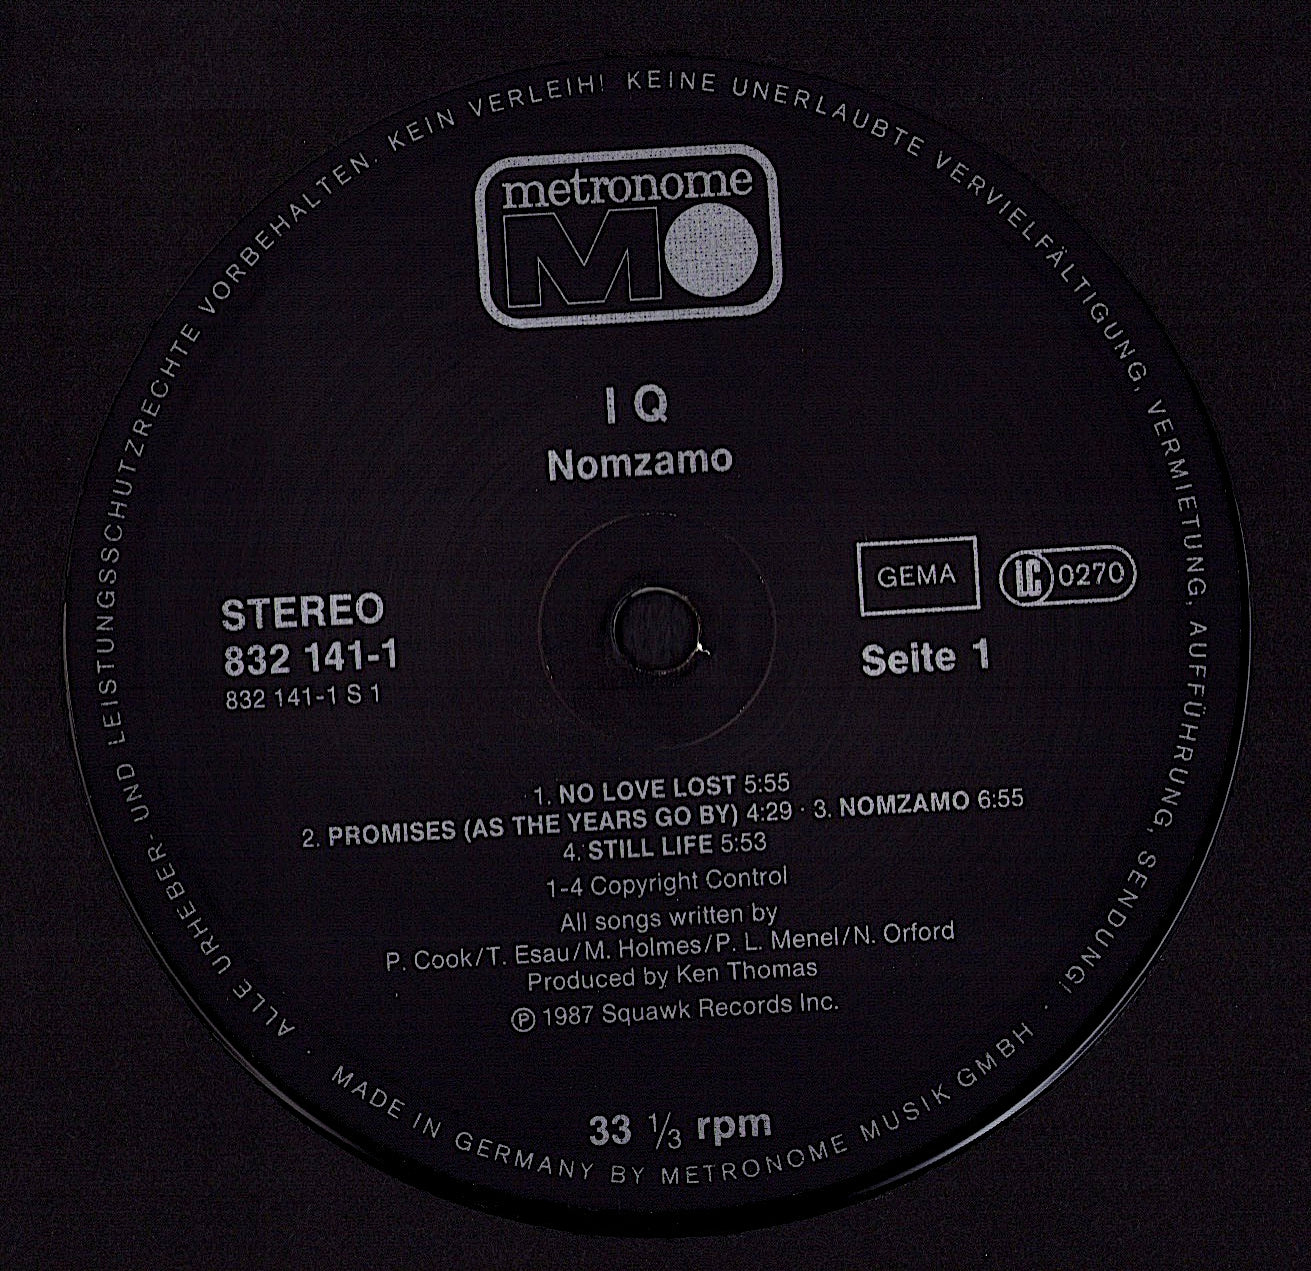 ALLE URHEBER- UND LEISTUNGSSCHUTZRECHTE VORBEHALTEN. KEIN VERLEIH! KEINE UNERLAUBTE VERVIELFÄLTIGUNG, VERMIETUNG, AUFFÜHRUNG, SENDUNG!
metronome
MO
I Q
Nomzamo
GEMA LC 0270
STEREO
832 141-1 Seite 1
832 141-1 S 1
1. NO LOVE LOST 5:55
2. PROMISES (AS THE YEARS GO BY) 4:29 · 3. NOMZAMO 6:55
4. STILL LIFE 5:53
1-4 Copyright Control
All songs written by
P. Cook/T. Esau/M. Holmes/P. L. Menel/N. Orford
Produced by Ken Thomas
℗ 1987 Squawk Records Inc.
33 ⅓ rpm
· MADE IN GERMANY BY METRONOME MUSIK GMBH ·